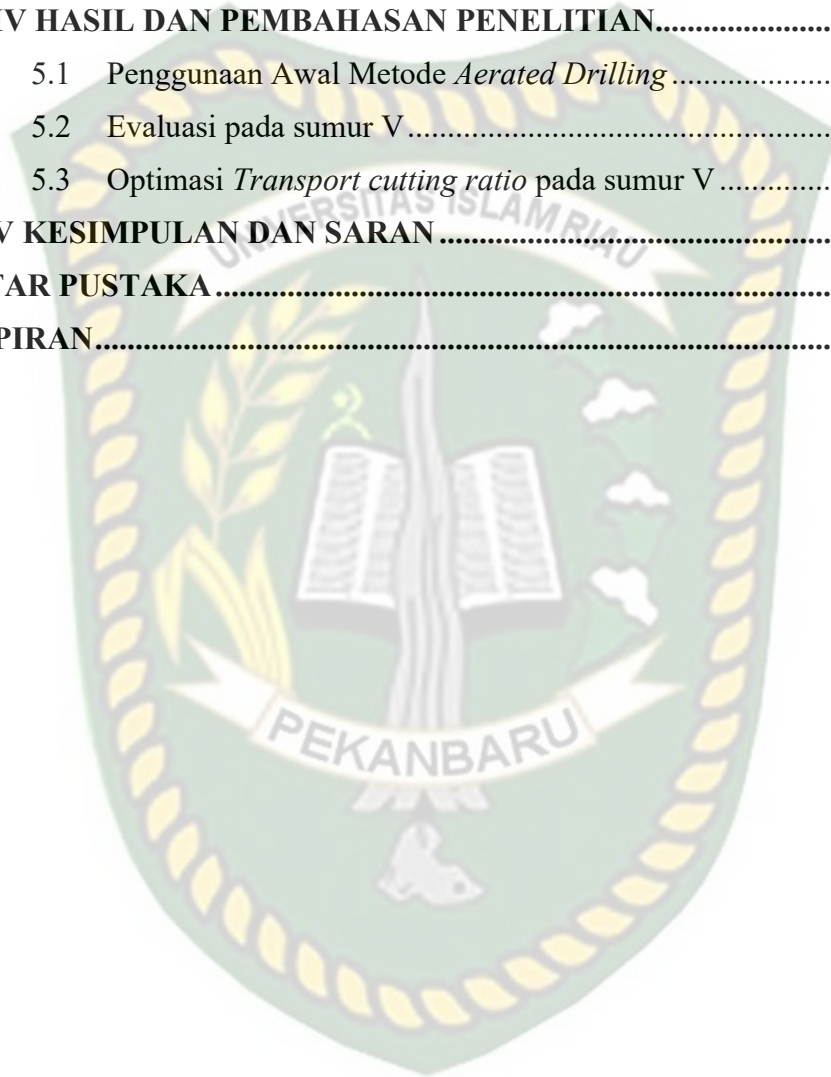 IV HASIL DAN PEMBAHASAN PENELITIAN......................
5.1 Penggunaan Awal Metode Aerated Drilling....................
5.2 Evaluasi pada sumur V.....................................................
5.3 Optimasi Transport cutting ratio pada sumur V..............
V KESIMPULAN DAN SARAN.................................................
TAR PUSTAKA.............................................................................
PIRAN............................................................................................
UNIVERSITAS ISLAM RIAU
PEKANBARU